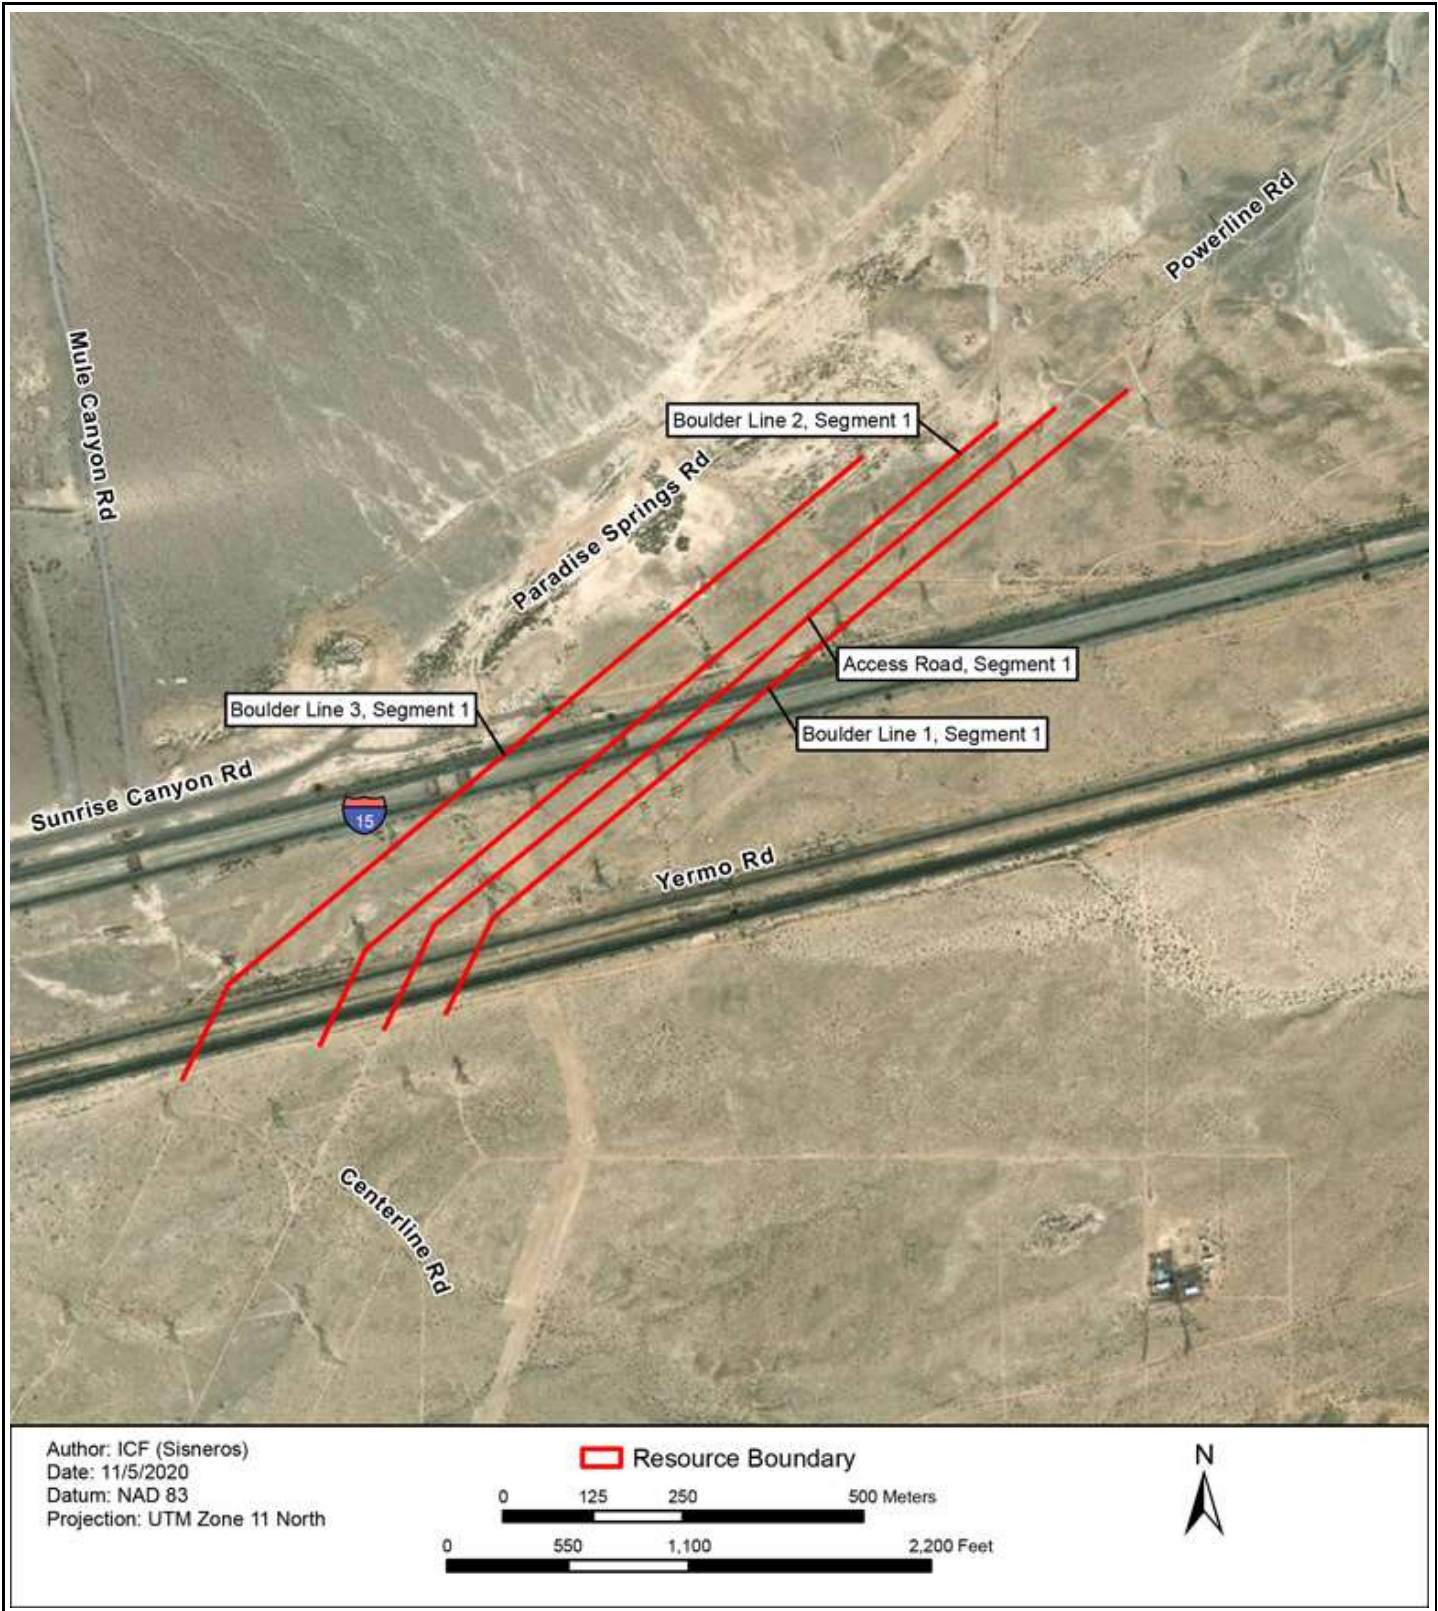 Powerline Rd
Mule Canyon Rd
Boulder Line 2, Segment 1
Paradise Springs Rd
Access Road, Segment 1
Boulder Line 3, Segment 1
Boulder Line 1, Segment 1
Sunrise Canyon Rd
15
Yermo Rd
Centerline Rd
Author: ICF (Sisneros)
Date: 11/5/2020
Datum: NAD 83
Projection: UTM Zone 11 North
Resource Boundary
0 125 250 500 Meters
0 550 1,100 2,200 Feet
N